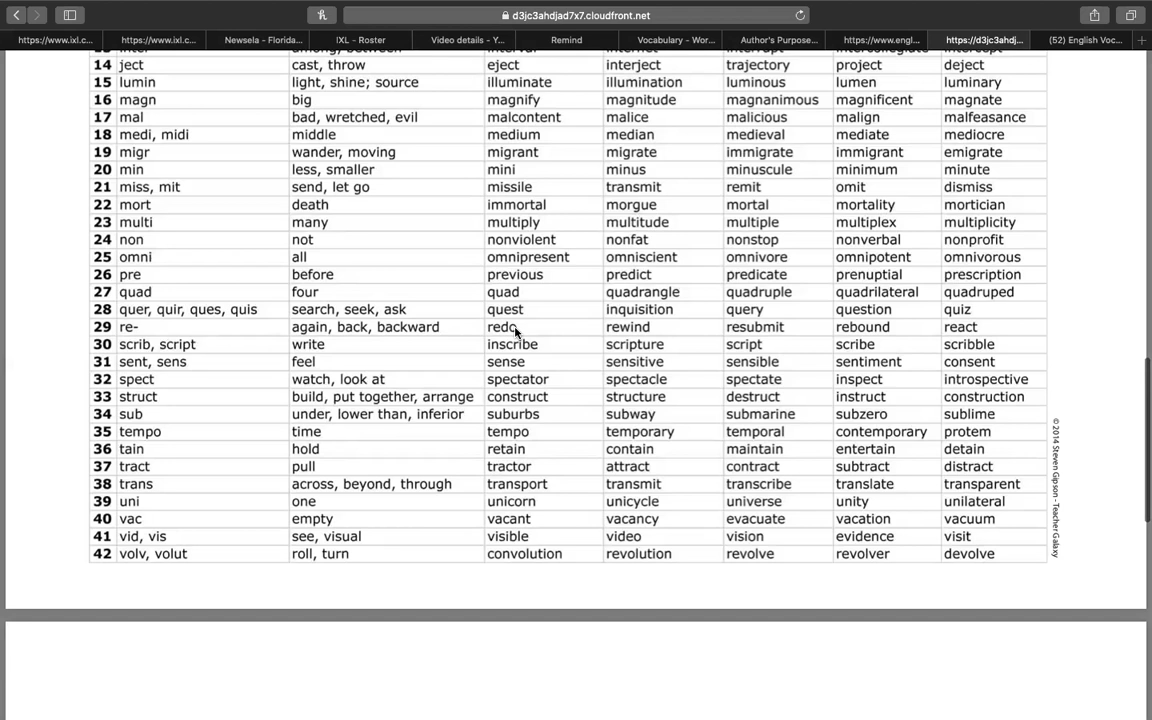 d3jc3ahdjad7x7.cloudfront.net
https://www.ixl.c... https://www.ixl.c... Newsela - Florida... IXL - Roster Video details - Y... Remind Vocabulary - Wor... Author's Purpose... https://www.engl... https://d3jc3ahdj... (52) English Voc...
14 ject cast, throw eject interject trajectory project deject
15 lumin light, shine; source illuminate illumination luminous lumen luminary
16 magn big magnify magnitude magnanimous magnificent magnate
17 mal bad, wretched, evil malcontent malice malicious malign malfeasance
18 medi, midi middle medium median medieval mediate mediocre
19 migr wander, moving migrant migrate immigrate immigrant emigrate
20 min less, smaller mini minus minuscule minimum minute
21 miss, mit send, let go missile transmit remit omit dismiss
22 mort death immortal morgue mortal mortality mortician
23 multi many multiply multitude multiple multiplex multiplicity
24 non not nonviolent nonfat nonstop nonverbal nonprofit
25 omni all omnipresent omniscient omnivore omnipotent omnivorous
26 pre before previous predict predicate prenuptial prescription
27 quad four quad quadrangle quadruple quadrilateral quadruped
28 quer, quir, ques, quis search, seek, ask quest inquisition query question quiz
29 re- again, back, backward redo rewind resubmit rebound react
30 scrib, script write inscribe scripture script scribe scribble
31 sent, sens feel sense sensitive sensible sentiment consent
32 spect watch, look at spectator spectacle spectate inspect introspective
33 struct build, put together, arrange construct structure destruct instruct construction
34 sub under, lower than, inferior suburbs subway submarine subzero sublime
35 tempo time tempo temporary temporal contemporary protem
36 tain hold retain contain maintain entertain detain
37 tract pull tractor attract contract subtract distract
38 trans across, beyond, through transport transmit transcribe translate transparent
39 uni one unicorn unicycle universe unity unilateral
40 vac empty vacant vacancy evacuate vacation vacuum
41 vid, vis see, visual visible video vision evidence visit
42 volv, volut roll, turn convolution revolution revolve revolver devolve
© 2014 Steven Gipson - Teacher Galaxy